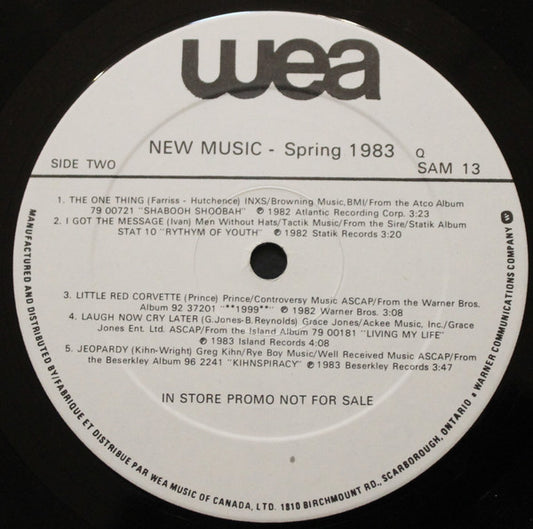 wea
NEW MUSIC - Spring 1983
Q
SIDE TWO
SAM 13
1. THE ONE THING (Farriss - Hutchence) INXS/Browning Music,BMI/From the Atco Album
79 00721 "SHABOOH SHOOBAH" ℗ 1982 Atlantic Recording Corp. 3:23
2. I GOT THE MESSAGE (Ivan) Men Without Hats/Tactik Music/From the Sire/Statik Album
STAT 10 "RYTHYM OF YOUTH" ℗ 1982 Statik Records 3:20
3. LITTLE RED CORVETTE (Prince) Prince/Controversy Music ASCAP/From the Warner Bros.
Album 92 37201 "**1999**" ℗ 1982 Warner Bros. 3:08
4. LAUGH NOW CRY LATER (G.Jones-B.Reynolds) Grace Jones/Ackee Music, Inc./Grace
Jones Ent. Ltd. ASCAP/From the Island Album 79 00181 "LIVING MY LIFE"
℗ 1983 Island Records 4:08
5. JEOPARDY (Kihn-Wright) Greg Kihn/Rye Boy Music/Well Received Music ASCAP/From
the Beserkley Album 96 2241 "KIHNSPIRACY" ℗ 1983 Beserkley Records 3:47
IN STORE PROMO NOT FOR SALE
MANUFACTURED AND DISTRIBUTED BY/FABRIQUE ET DISTRIBUE PAR WEA MUSIC OF CANADA, LTD. 1810 BIRCHMOUNT RD., SCARBOROUGH, ONTARIO a WARNER COMMUNICATIONS COMPANY